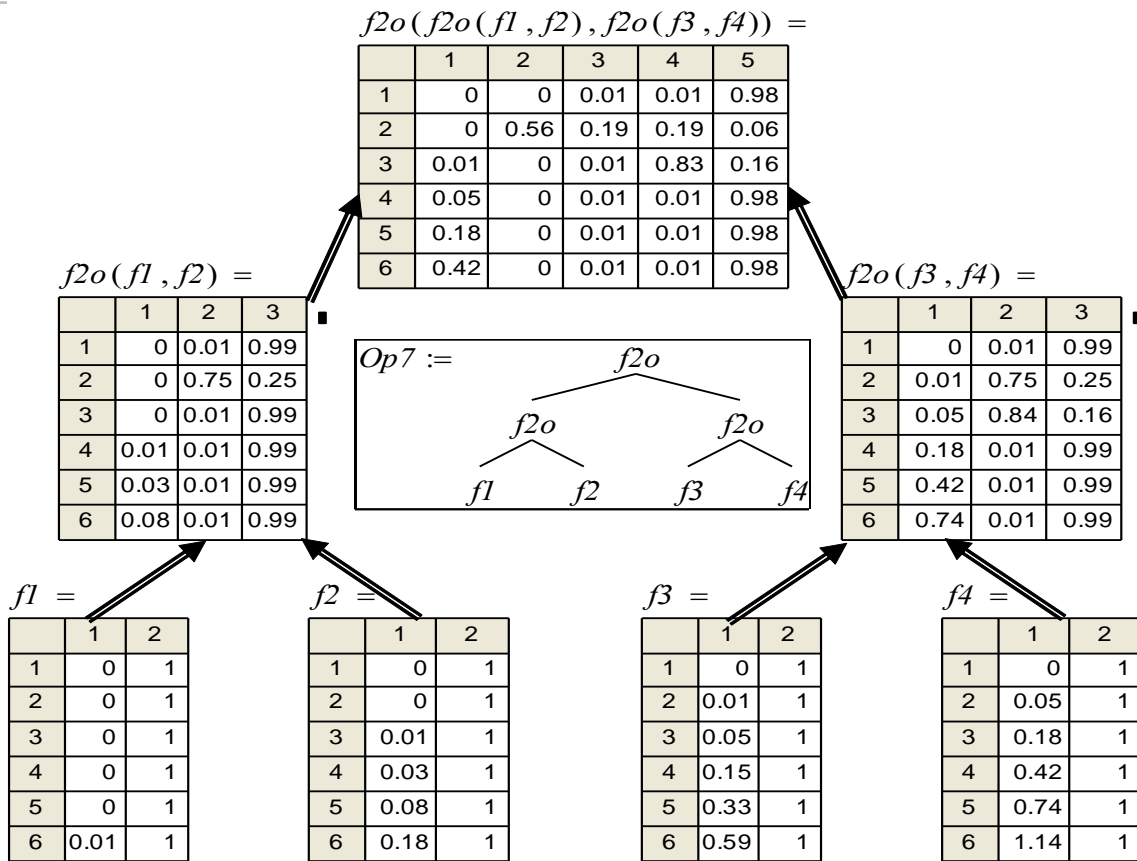 f2o(f2o(f1 , f2) , f2o(f3 , f4)) =
1 2 3 4 5
1 0 0 0.01 0.01 0.98
2 0 0.56 0.19 0.19 0.06
3 0.01 0 0.01 0.83 0.16
4 0.05 0 0.01 0.01 0.98
5 0.18 0 0.01 0.01 0.98
6 0.42 0 0.01 0.01 0.98
f2o(f1 , f2) =
1 2 3
1 0 0.01 0.99
2 0 0.75 0.25
3 0 0.01 0.99
4 0.01 0.01 0.99
5 0.03 0.01 0.99
6 0.08 0.01 0.99
Op7 :=
f2o
f2o f2o
f1 f2 f3 f4
f2o(f3 , f4) =
1 2 3
1 0 0.01 0.99
2 0.01 0.75 0.25
3 0.05 0.84 0.16
4 0.18 0.01 0.99
5 0.42 0.01 0.99
6 0.74 0.01 0.99
f1 =
1 2
1 0 1
2 0 1
3 0 1
4 0 1
5 0 1
6 0.01 1
f2 =
1 2
1 0 1
2 0 1
3 0.01 1
4 0.03 1
5 0.08 1
6 0.18 1
f3 =
1 2
1 0 1
2 0.01 1
3 0.05 1
4 0.15 1
5 0.33 1
6 0.59 1
f4 =
1 2
1 0 1
2 0.05 1
3 0.18 1
4 0.42 1
5 0.74 1
6 1.14 1